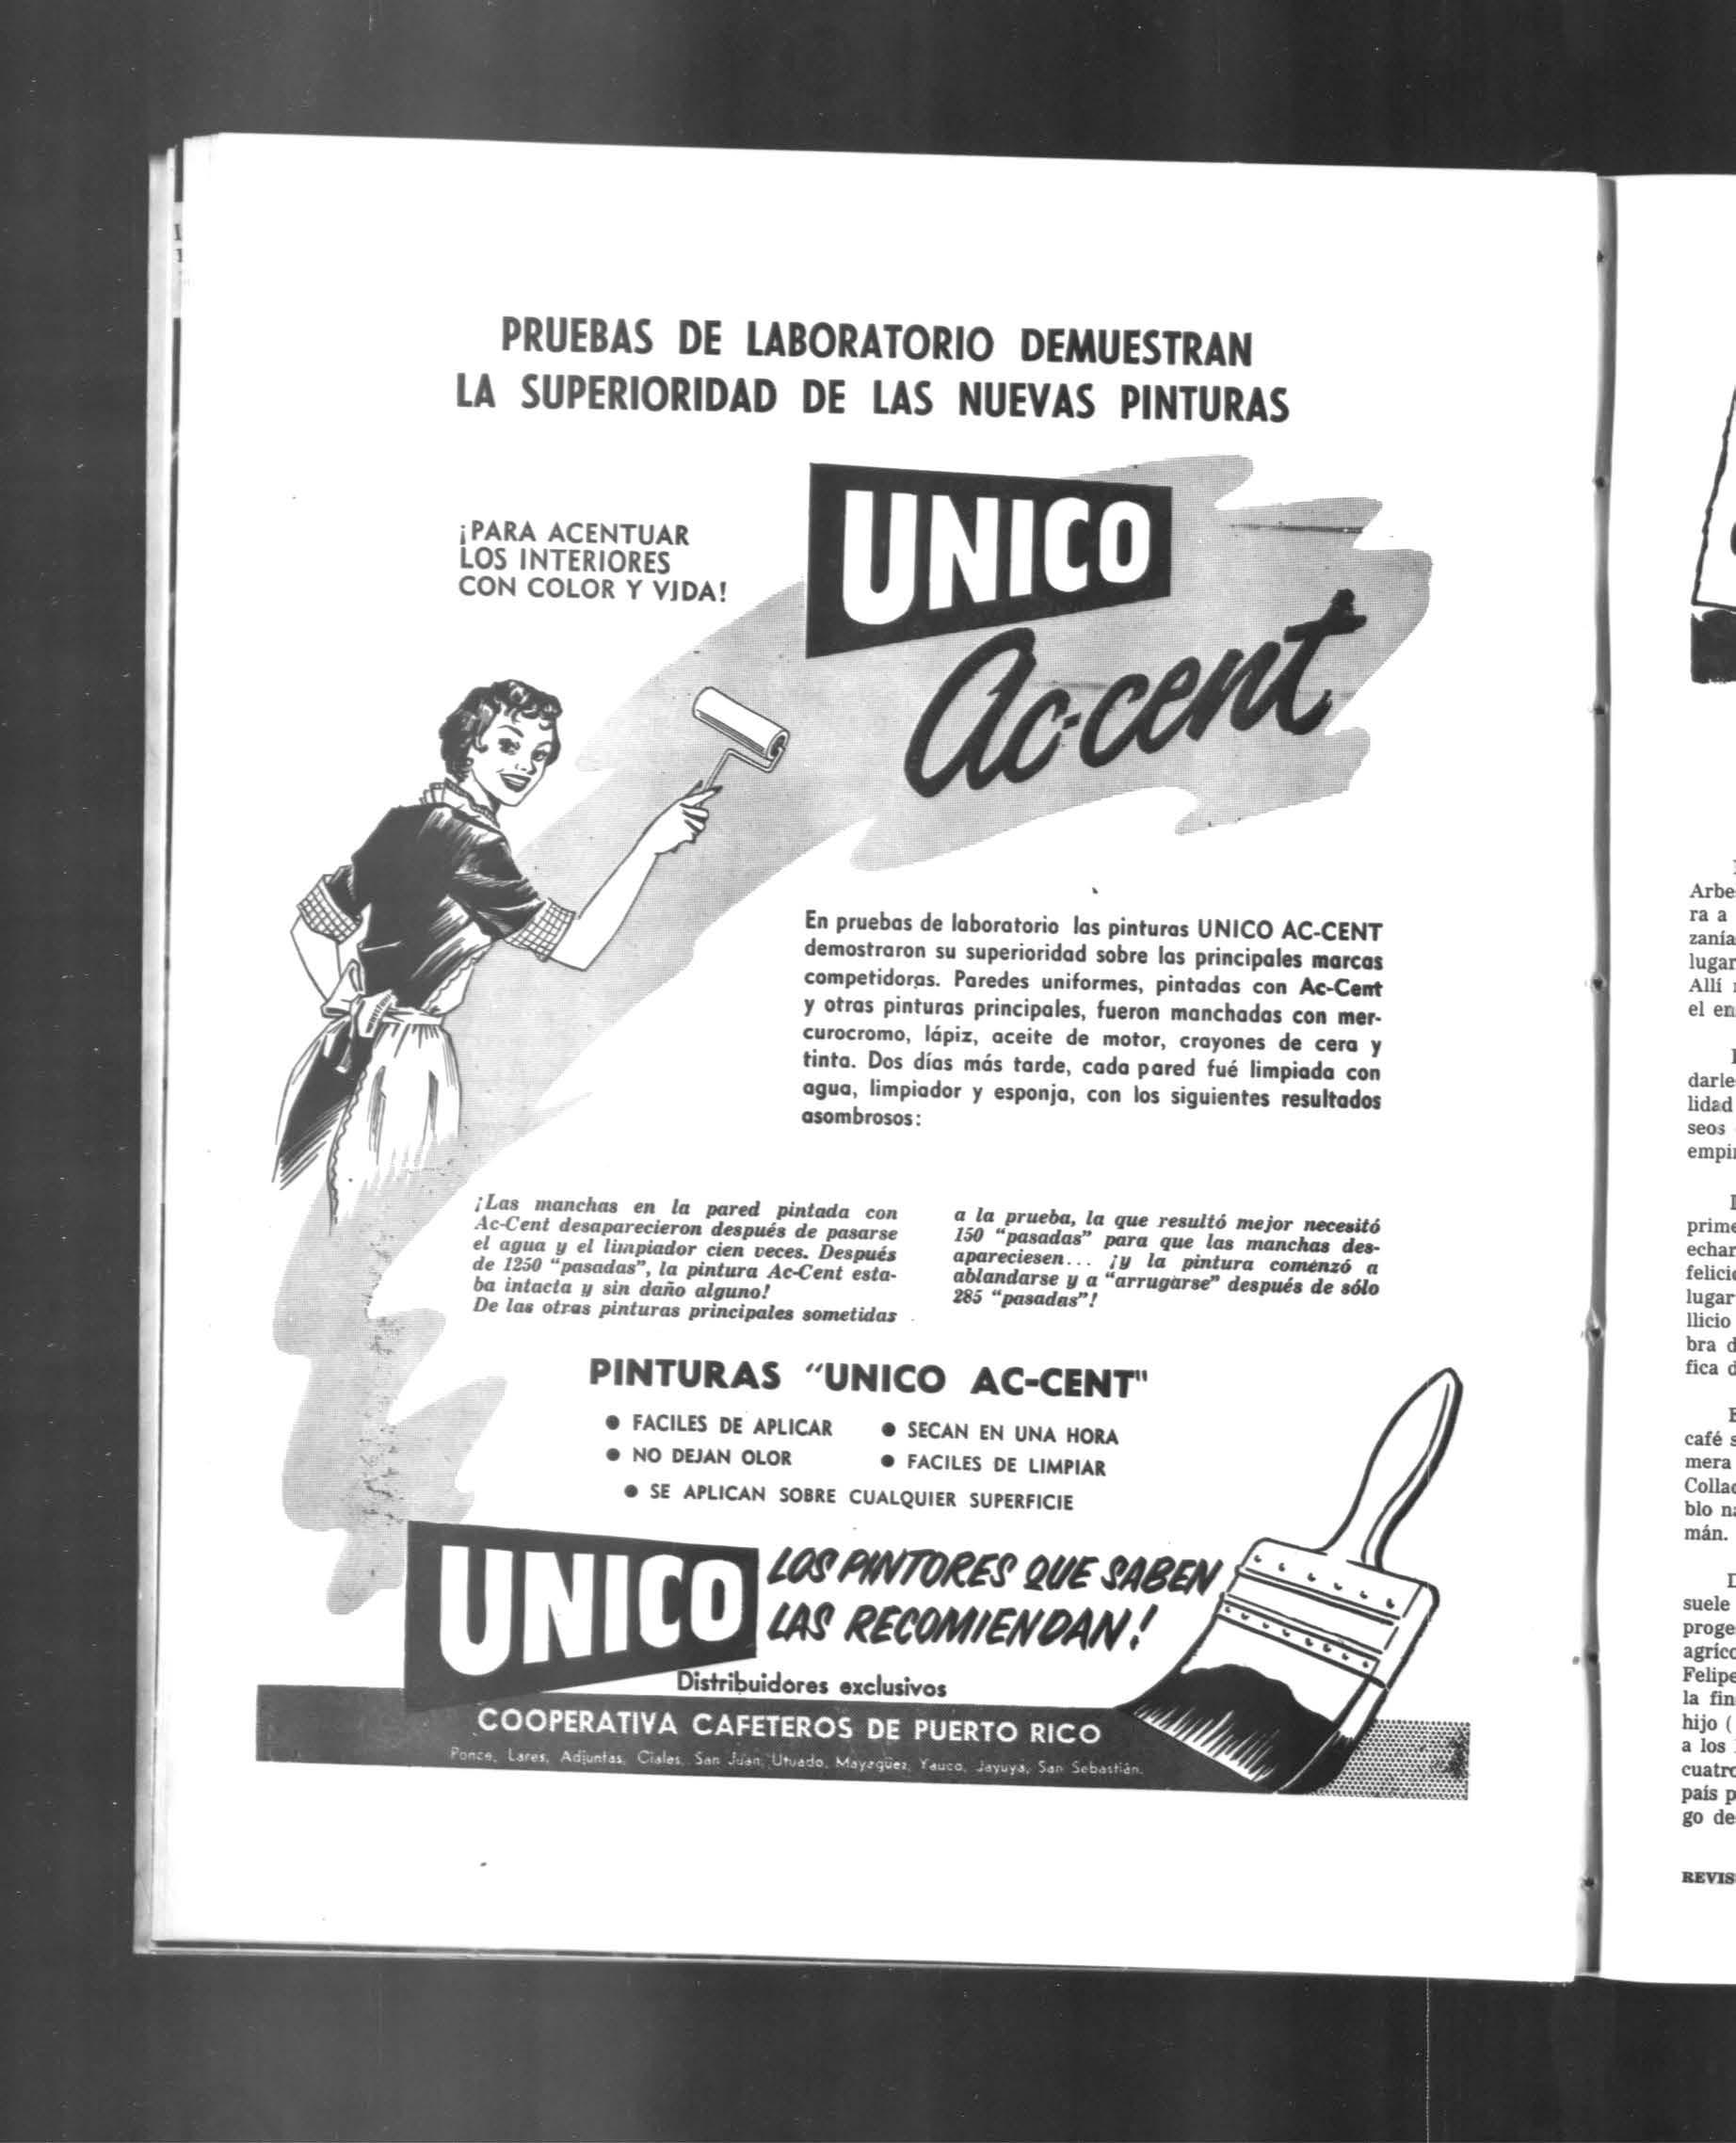 PRUEBAS DE LABORATORIO DEMUESTRAN
LA SUPERIORIDAD DE LAS NUEVAS PINTURAS
UNICO
Ac-cent
¡PARA ACENTUAR
LOS INTERIORES
CON COLOR Y VIDA!
En pruebas de laboratorio las pinturas UNICO AC-CENT
demostraron su superioridad sobre las principales marcas
competidoras. Paredes uniformes, pintadas con Ac-Cent
y otras pinturas principales, fueron manchadas con mer-
curocromo, lápiz, aceite de motor, crayones de cera y
tinta. Dos días más tarde, cada pared fué limpiada con
agua, limpiador y esponja, con los siguientes resultados
asombrosos:
¡Las manchas en la pared pintada con
Ac-Cent desaparecieron después de pasarse
el agua y el limpiador cien veces. Después
de 1250 "pasadas", la pintura Ac-Cent esta-
ba intacta y sin daño alguno!
De las otras pinturas principales sometidas
a la prueba, la que resultó mejor necesitó
150 "pasadas" para que las manchas des-
apareciesen... ¡y la pintura comenzó a
ablandarse y a "arrugarse" después de sólo
285 "pasadas"!
PINTURAS "UNICO AC-CENT"
● FACILES DE APLICAR
● SECAN EN UNA HORA
● NO DEJAN OLOR
● FACILES DE LIMPIAR
● SE APLICAN SOBRE CUALQUIER SUPERFICIE
UNICO
LOS PINTORES QUE SABEN
LAS RECOMIENDAN!
Distribuidores exclusivos
COOPERATIVA CAFETEROS DE PUERTO RICO
Ponce, Lares, Adjuntas, Ciales, San Juan, Utuado, Mayagüez, Yauco, Jayuya, San Sebastián.
Arbe
ra a
zanía
lugar
Allí
el en
darle
lidad
seos
empi
prime
echar
felici
lugar
llicio
bra d
fica d
café s
mera
Colla
blo na
mán.
suele
proge
agríco
Felipe
la fin
hijo (
a los
cuatro
país p
go de
REVIS